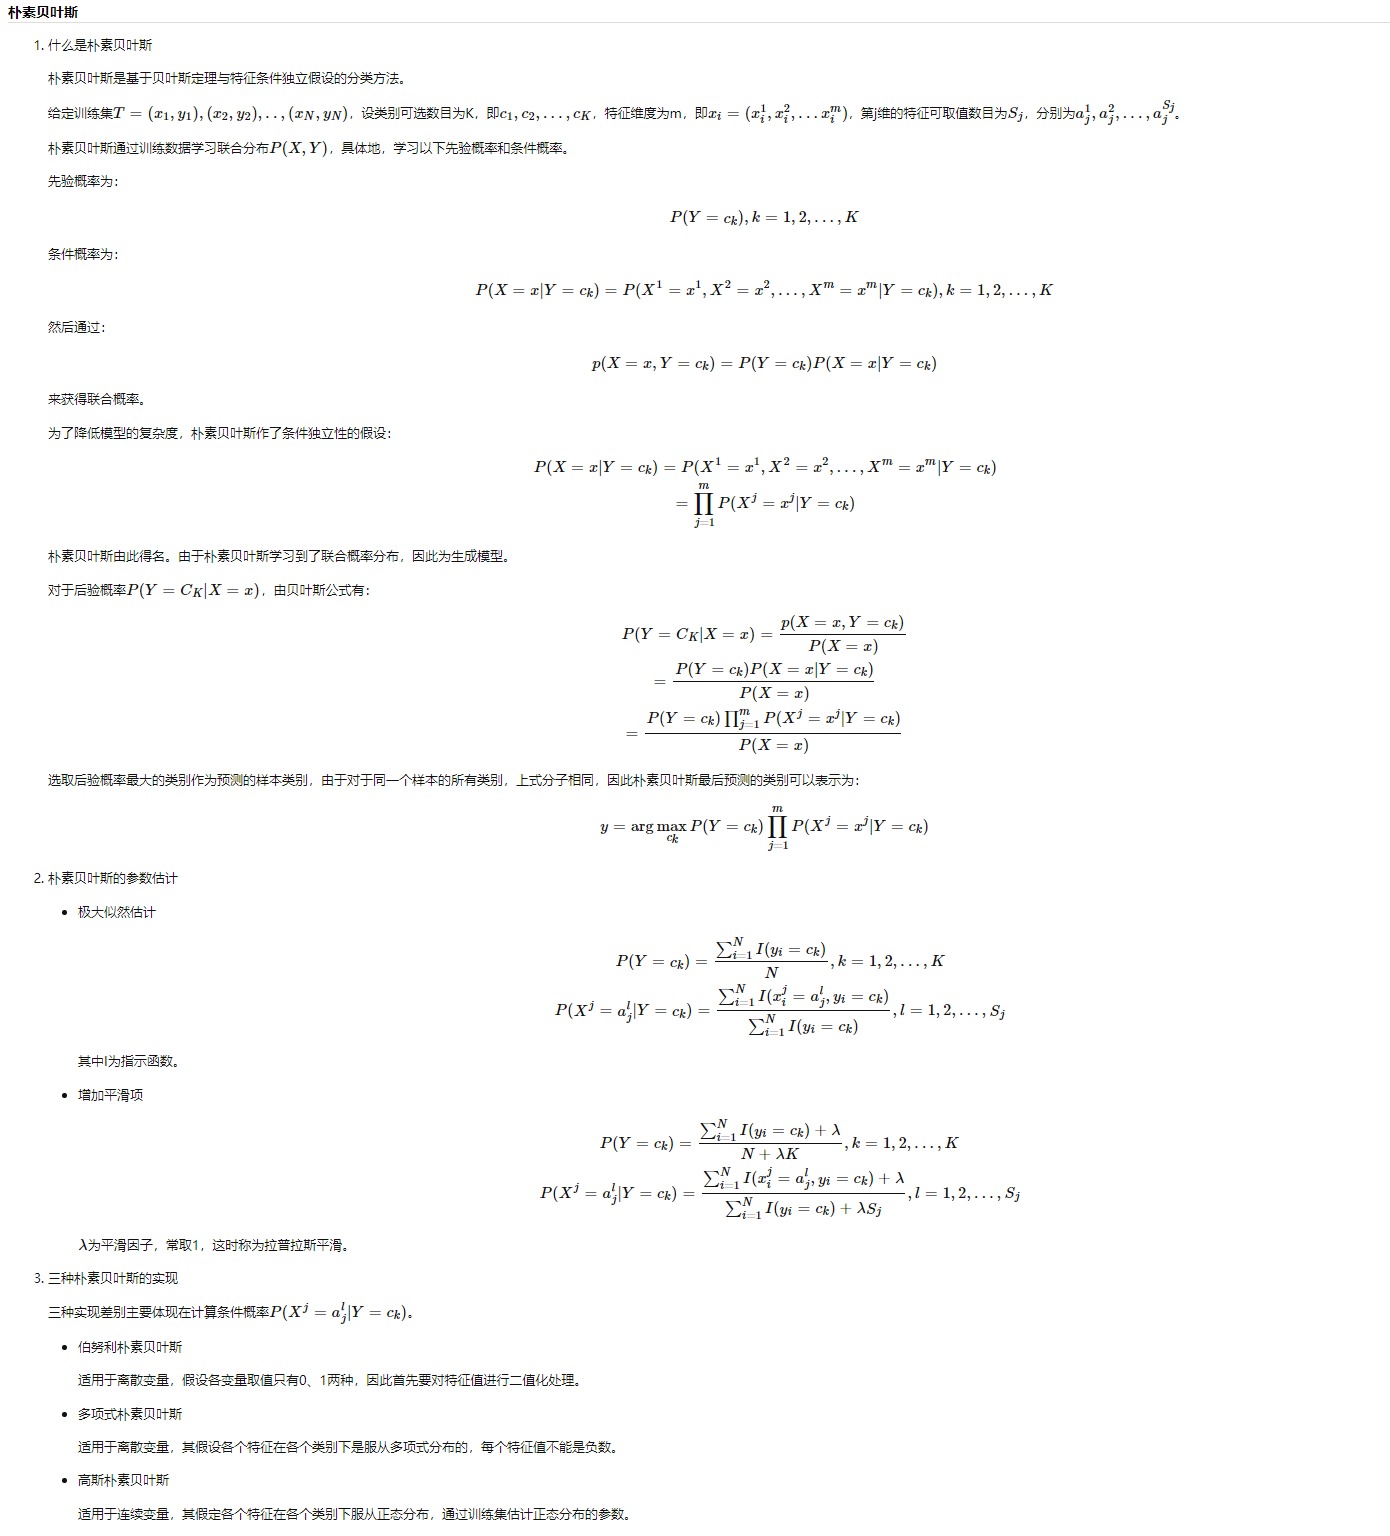 朴素贝叶斯
1. 什么是朴素贝叶斯
朴素贝叶斯是基于贝叶斯定理与特征条件独立假设的分类方法。
给定训练集$T = (x_1, y_1), (x_2, y_2), .., (x_N, y_N)$，设类别可选数目为K，即$c_1, c_2, \dots, c_K$，特征维度为m，即$x_i = (x_i^1, x_i^2, \dots x_i^m)$，第j维的特征可取值数目为$S_j$，分别为$a_j^1, a_j^2, \dots, a_j^{S_j}$。
朴素贝叶斯通过训练数据学习联合分布$P(X, Y)$，具体地，学习以下先验概率和条件概率。
先验概率为：
$P(Y = c_k), k = 1, 2, \dots, K$
条件概率为：
$P(X = x|Y = c_k) = P(X^1 = x^1, X^2 = x^2, \dots, X^m = x^m|Y = c_k), k = 1, 2, \dots, K$
然后通过：
$p(X = x, Y = c_k) = P(Y = c_k)P(X = x|Y = c_k)$
来获得联合概率。
为了降低模型的复杂度，朴素贝叶斯作了条件独立性的假设：
$P(X = x|Y = c_k) = P(X^1 = x^1, X^2 = x^2, \dots, X^m = x^m|Y = c_k)$
$= \prod_{j=1}^{m} P(X^j = x^j|Y = c_k)$
朴素贝叶斯由此得名。由于朴素贝叶斯学习到了联合概率分布，因此为生成模型。
对于后验概率$P(Y = C_K|X = x)$，由贝叶斯公式有：
$P(Y = C_K|X = x) = \frac{p(X = x, Y = c_k)}{P(X = x)}$
$= \frac{P(Y = c_k)P(X = x|Y = c_k)}{P(X = x)}$
$= \frac{P(Y = c_k)\prod_{j=1}^{m} P(X^j = x^j|Y = c_k)}{P(X = x)}$
选取后验概率最大的类别作为预测的样本类别，由于对于同一个样本的所有类别，上式分子相同，因此朴素贝叶斯最后预测的类别可以表示为：
$y = \arg\max_{c_k} P(Y = c_k) \prod_{j=1}^{m} P(X^j = x^j|Y = c_k)$
2. 朴素贝叶斯的参数估计
• 极大似然估计
$P(Y = c_k) = \frac{\sum_{i=1}^{N} I(y_i = c_k)}{N}, k = 1, 2, \dots, K$
$P(X^j = a_j^l|Y = c_k) = \frac{\sum_{i=1}^{N} I(x_i^j = a_j^l, y_i = c_k)}{\sum_{i=1}^{N} I(y_i = c_k)}, l = 1, 2, \dots, S_j$
其中I为指示函数。
• 增加平滑项
$P(Y = c_k) = \frac{\sum_{i=1}^{N} I(y_i = c_k) + \lambda}{N + \lambda K}, k = 1, 2, \dots, K$
$P(X^j = a_j^l|Y = c_k) = \frac{\sum_{i=1}^{N} I(x_i^j = a_j^l, y_i = c_k) + \lambda}{\sum_{i=1}^{N} I(y_i = c_k) + \lambda S_j}, l = 1, 2, \dots, S_j$
$\lambda$为平滑因子，常取1，这时称为拉普拉斯平滑。
3. 三种朴素贝叶斯的实现
三种实现差别主要体现在计算条件概率$P(X^j = a_j^l|Y = c_k)$。
• 伯努利朴素贝叶斯
适用于离散变量，假设各变量取值只有0、1两种，因此首先要对特征值进行二值化处理。
• 多项式朴素贝叶斯
适用于离散变量，其假设各个特征在各个类别下是服从多项式分布的，每个特征值不能是负数。
• 高斯朴素贝叶斯
适用于连续变量，其假定各个特征在各个类别下服从正态分布，通过训练集估计正态分布的参数。